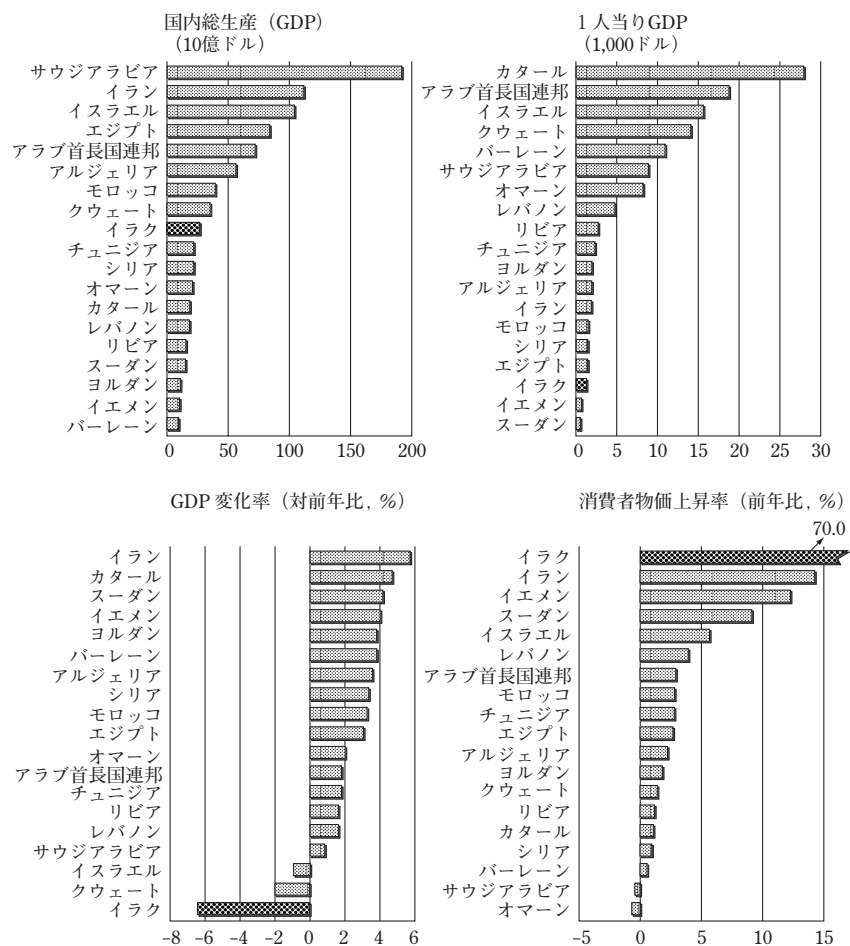 国内総生産（GDP）
（10億ドル）
サウジアラビア
イラン
イスラエル
エジプト
アラブ首長国連邦
アルジェリア
モロッコ
クウェート
イラク
チュニジア
シリア
オマーン
カタール
レバノン
リビア
スーダン
ヨルダン
イエメン
バーレーン
0 50 100 150 200
1人当りGDP
（1,000ドル）
カタール
アラブ首長国連邦
イスラエル
クウェート
バーレーン
サウジアラビア
オマーン
レバノン
リビア
チュニジア
ヨルダン
アルジェリア
イラン
モロッコ
シリア
エジプト
イラク
イエメン
スーダン
0 5 10 15 20 25 30
GDP 変化率（対前年比, %）
イラン
カタール
スーダン
イエメン
ヨルダン
バーレーン
アルジェリア
シリア
モロッコ
エジプト
オマーン
アラブ首長国連邦
チュニジア
リビア
レバノン
サウジアラビア
イスラエル
クウェート
イラク
−8 −6 −4 −2 0 2 4 6
消費者物価上昇率（前年比, %）
70.0
イラク
イラン
イエメン
スーダン
イスラエル
レバノン
アラブ首長国連邦
モロッコ
チュニジア
エジプト
アルジェリア
ヨルダン
クウェート
リビア
カタール
シリア
バーレーン
サウジアラビア
オマーン
−5 0 5 10 15